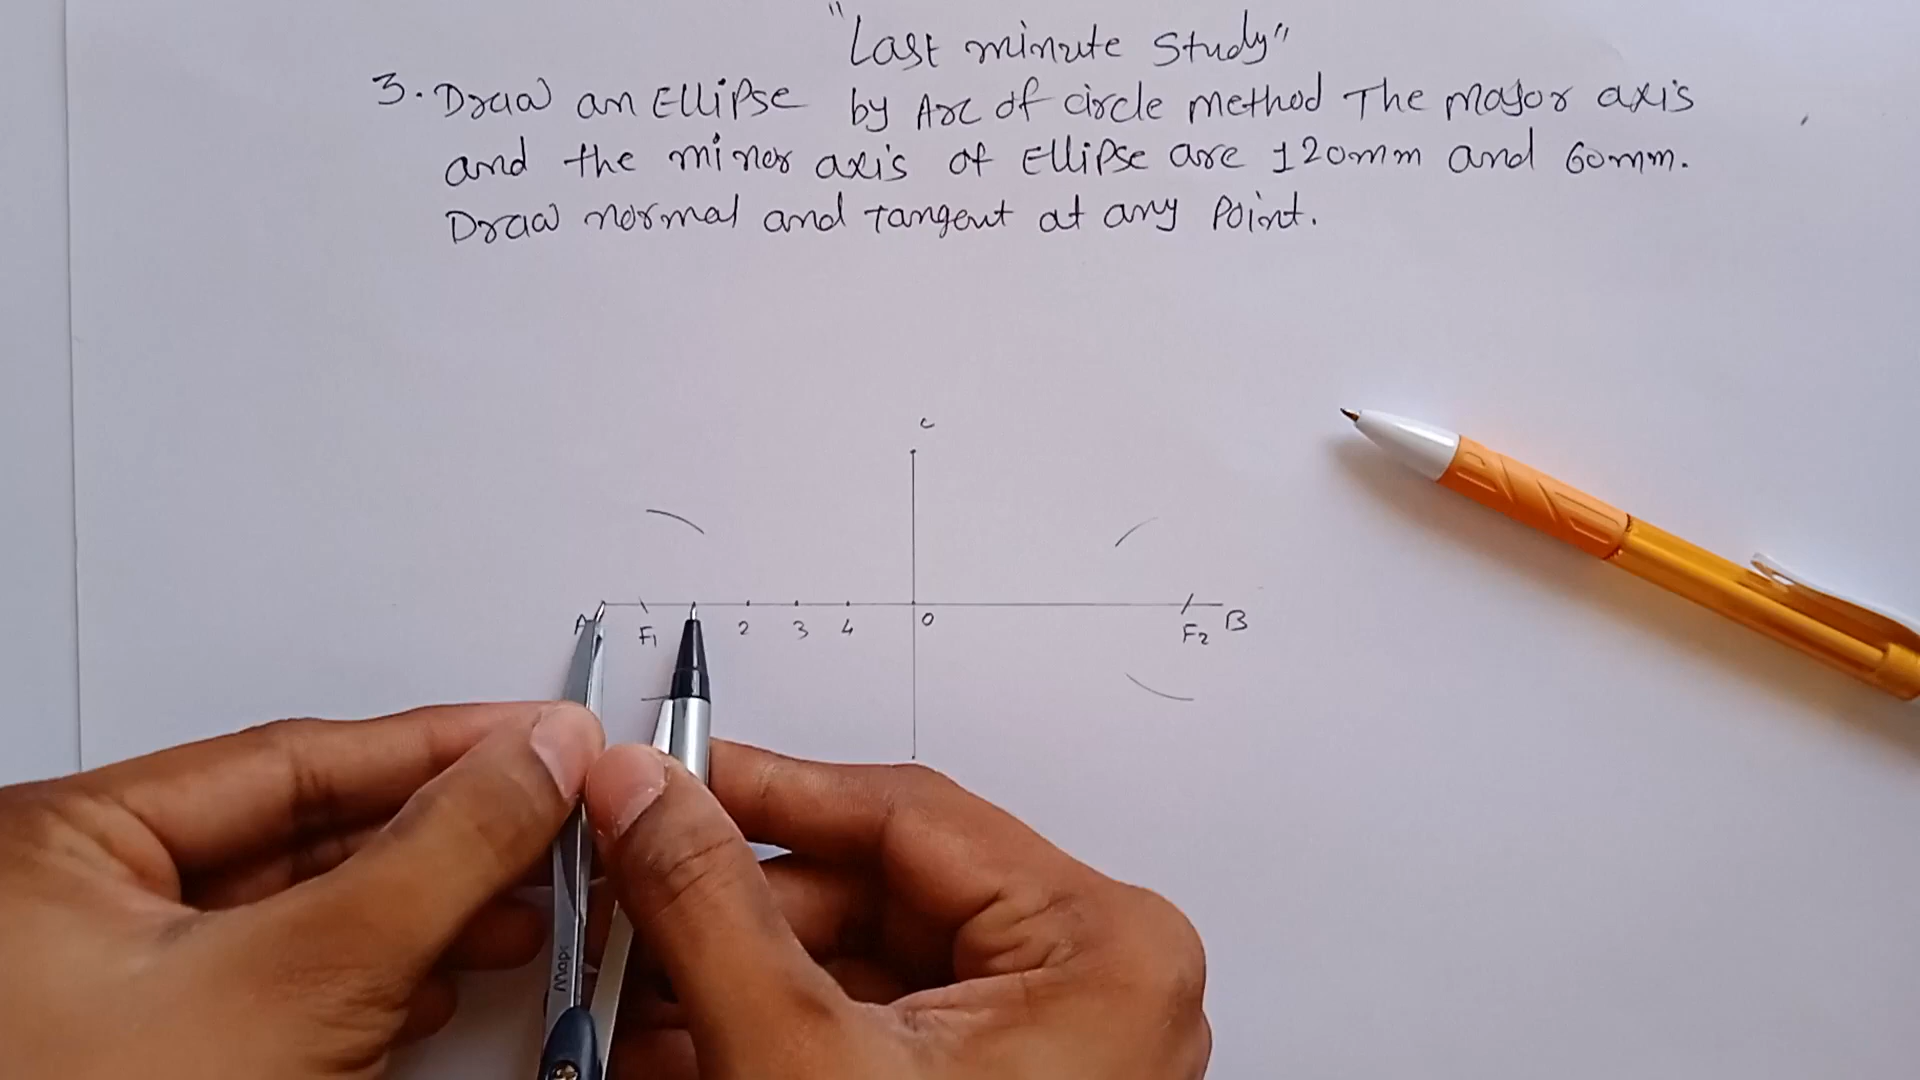 "Last minute Study"
3. Draw an Ellipse by Arc of circle method The major axis
and the minor axis of Ellipse are 120mm and 60mm.
Draw normal and Tangent at any Point.
C
A F1 2 3 4 O F2 B
Maped